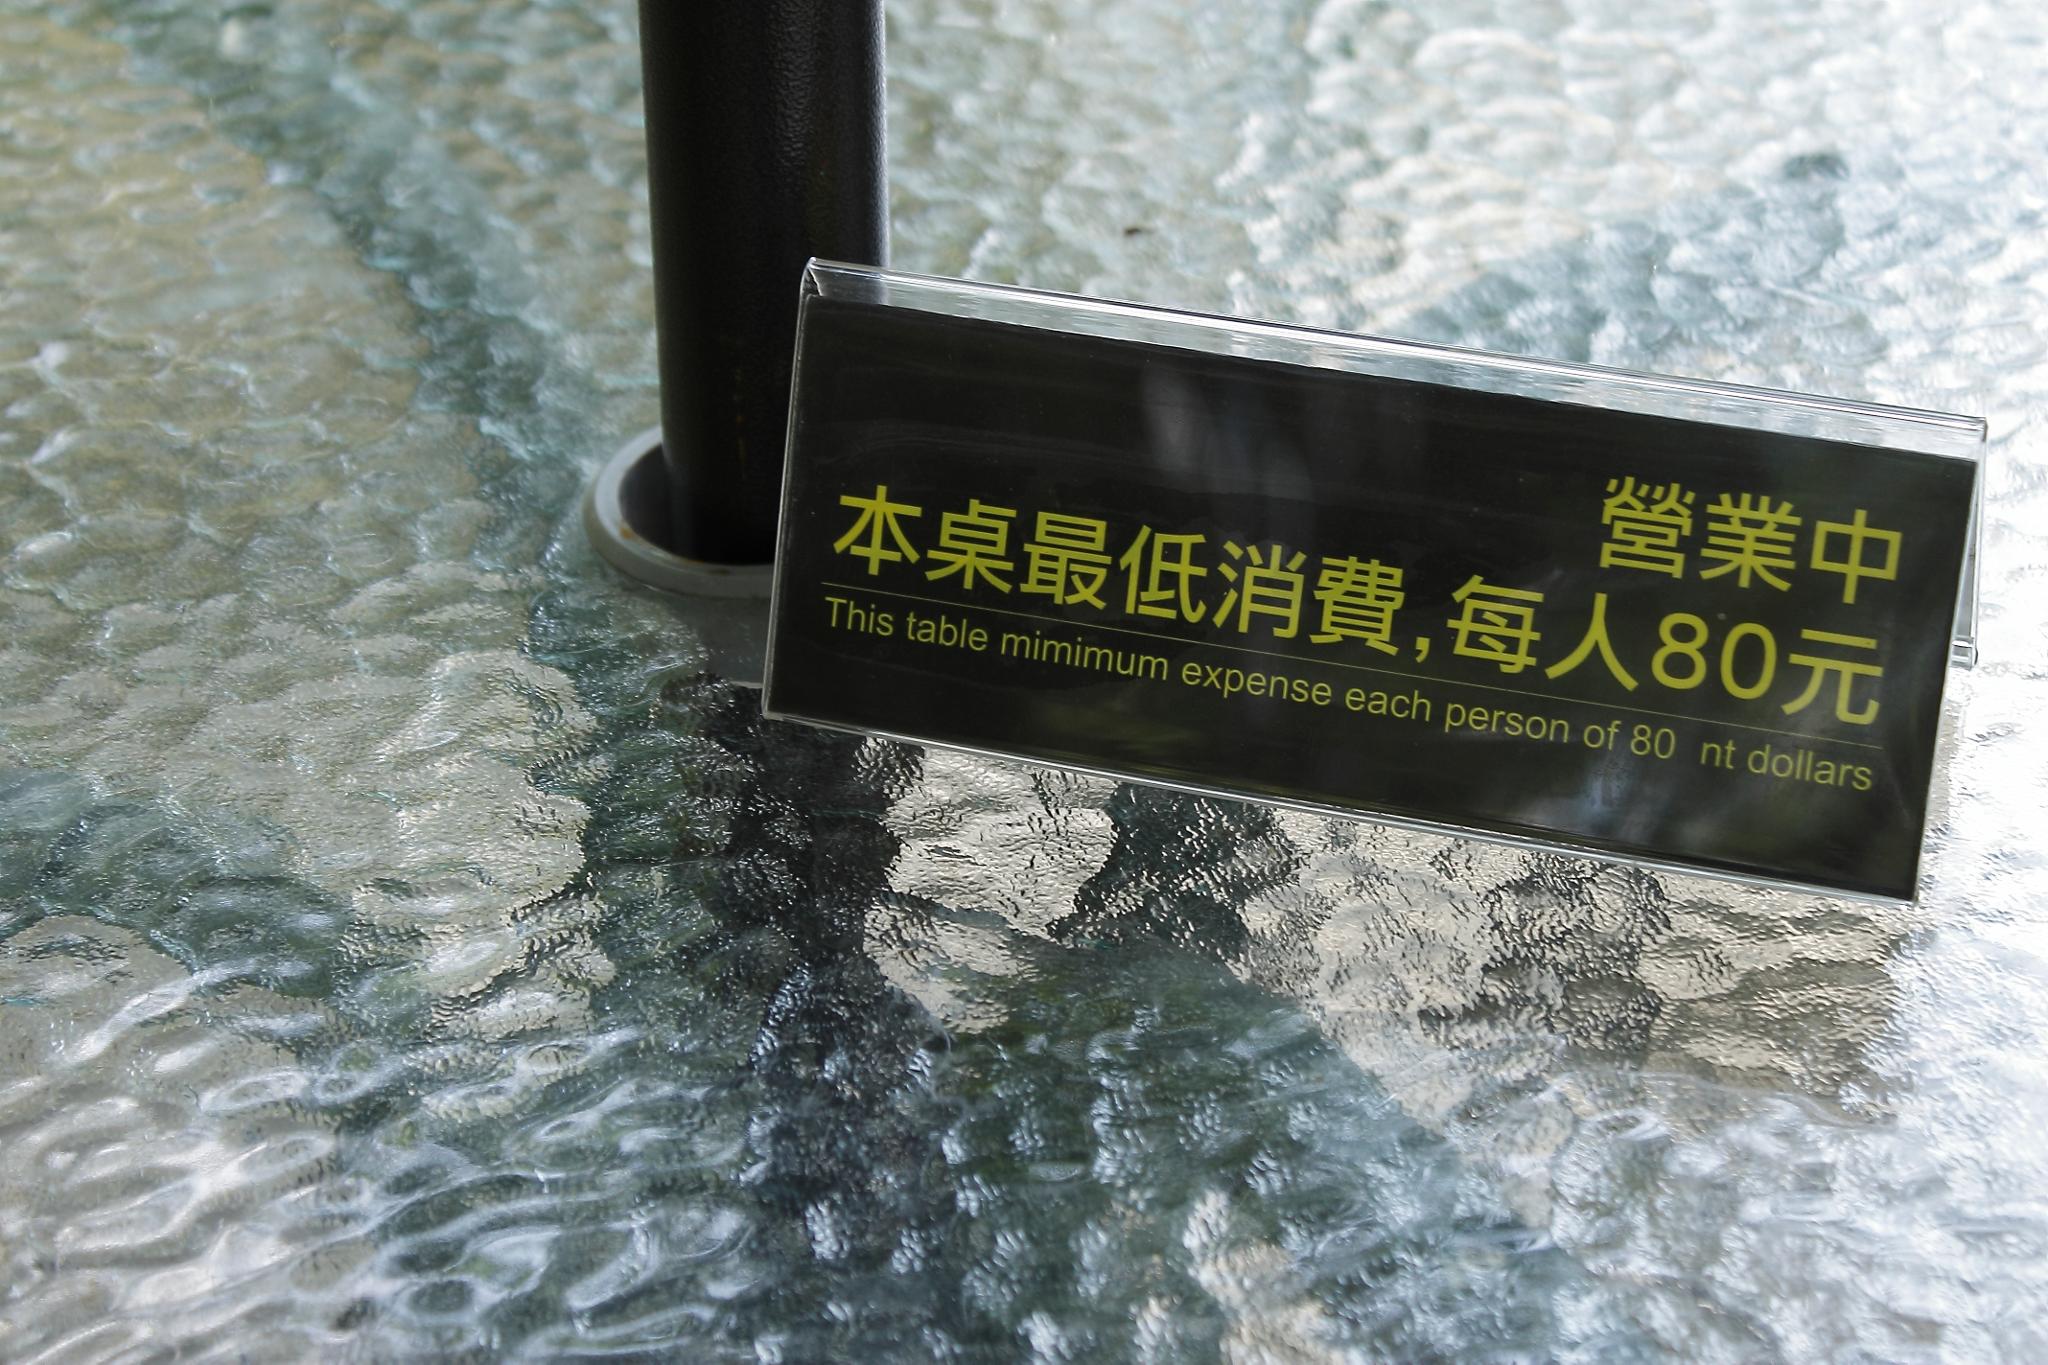 營業中
本桌最低消費,每人80元
This table mimimum expense each person of 80 nt dollars